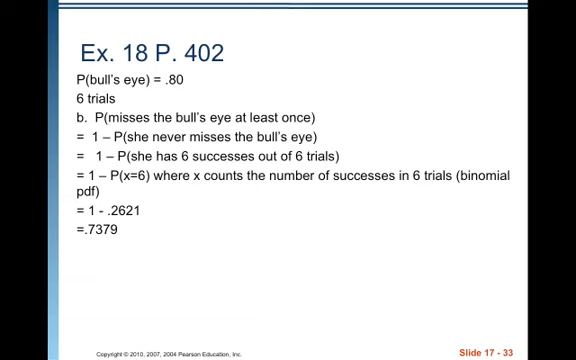 Ex. 18 P. 402
P(bull's eye) = .80
6 trials
b.  P(misses the bull's eye at least once)
=  1 – P(she never misses the bull's eye)
=   1 – P(she has 6 successes out of 6 trials)
= 1 – P(x=6) where x counts the number of successes in 6 trials (binomial
pdf)
= 1 - .2621
=.7379
Copyright © 2010, 2007, 2004 Pearson Education, Inc.
Slide 17 - 33